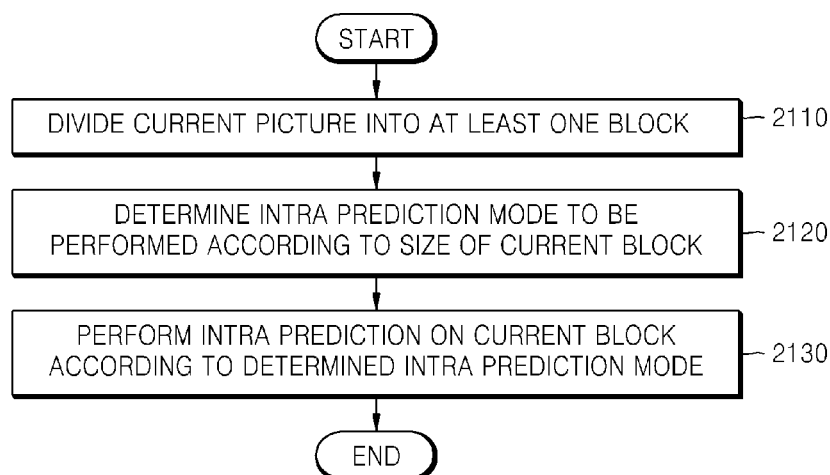 START
DIVIDE CURRENT PICTURE INTO AT LEAST ONE BLOCK
2110
DETERMINE INTRA PREDICTION MODE TO BE
PERFORMED ACCORDING TO SIZE OF CURRENT BLOCK
2120
PERFORM INTRA PREDICTION ON CURRENT BLOCK
ACCORDING TO DETERMINED INTRA PREDICTION MODE
2130
END